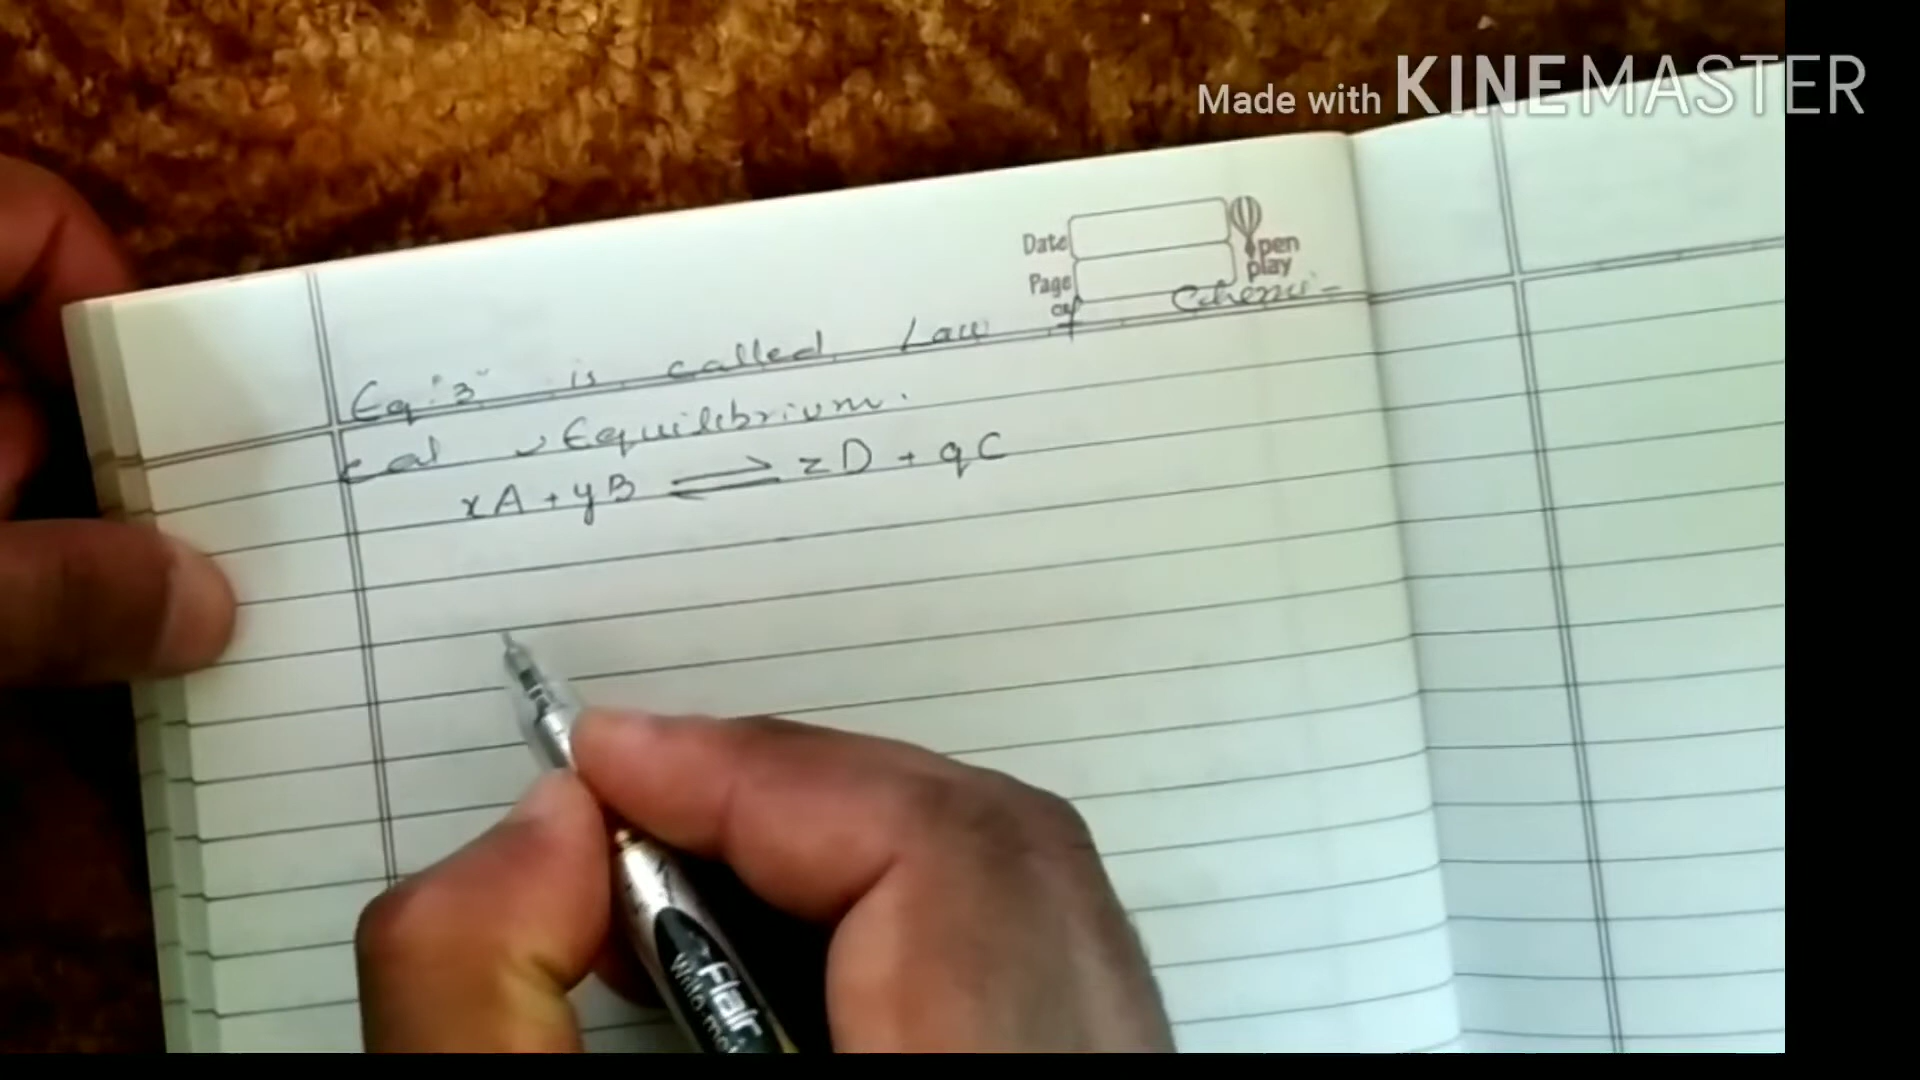 Made with KINEMASTER
Date
Page
open play
Eq: "3" is called Law of Chemi-
cal Equilibrium.
xA + yB ⇌ zD + qC
Flair